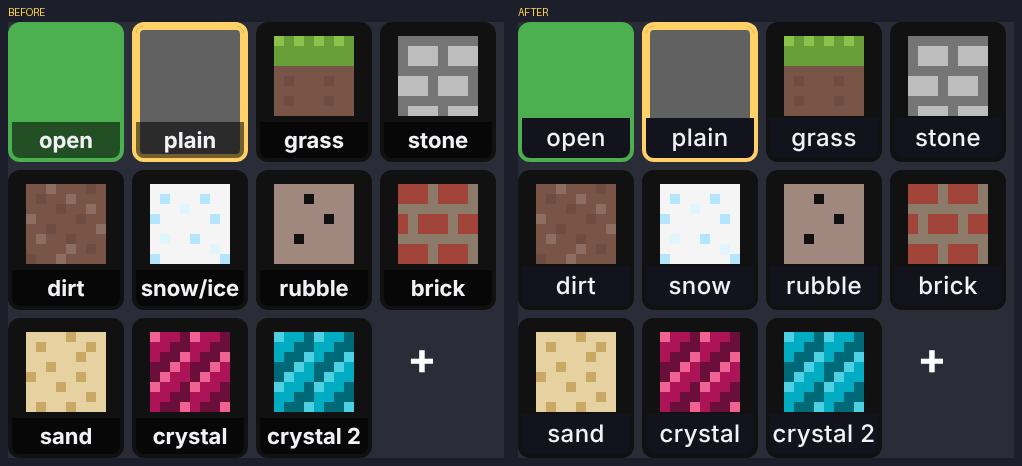 BEFORE
open plain grass stone
dirt snow/ice rubble brick
sand crystal crystal 2 +
AFTER
open plain grass stone
dirt snow rubble brick
sand crystal crystal 2 +